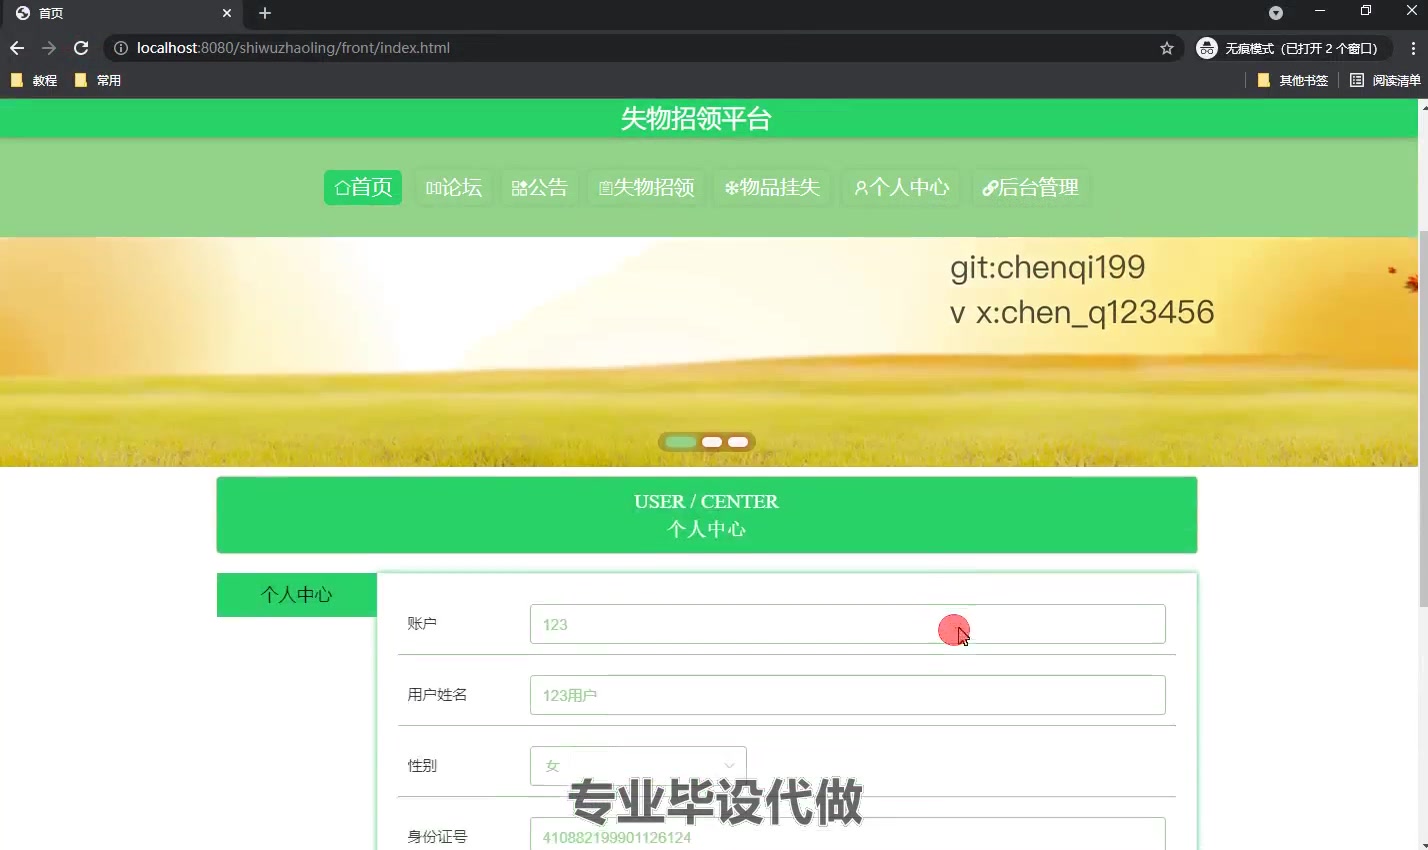 首页
localhost:8080/shiwuzhaoling/front/index.html
无痕模式（已打开 2 个窗口）
教程
常用
其他书签
阅读清单
失物招领平台
首页
论坛
公告
失物招领
物品挂失
个人中心
后台管理
git:chenqi199
v x:chen_q123456
USER / CENTER
个人中心
个人中心
账户
123
用户姓名
123用户
性别
女
专业毕设代做
身份证号
410882199901126124